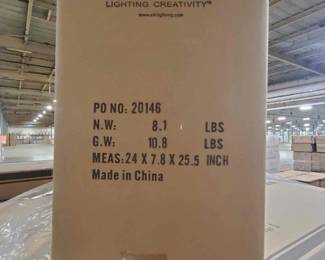 LIGHTING CREATIVITY™
PO NO: 20146
N.W: 8.1 LBS
G.W: 10.8 LBS
MEAS: 24 X 7.8 X 25.5 INCH
Made in China